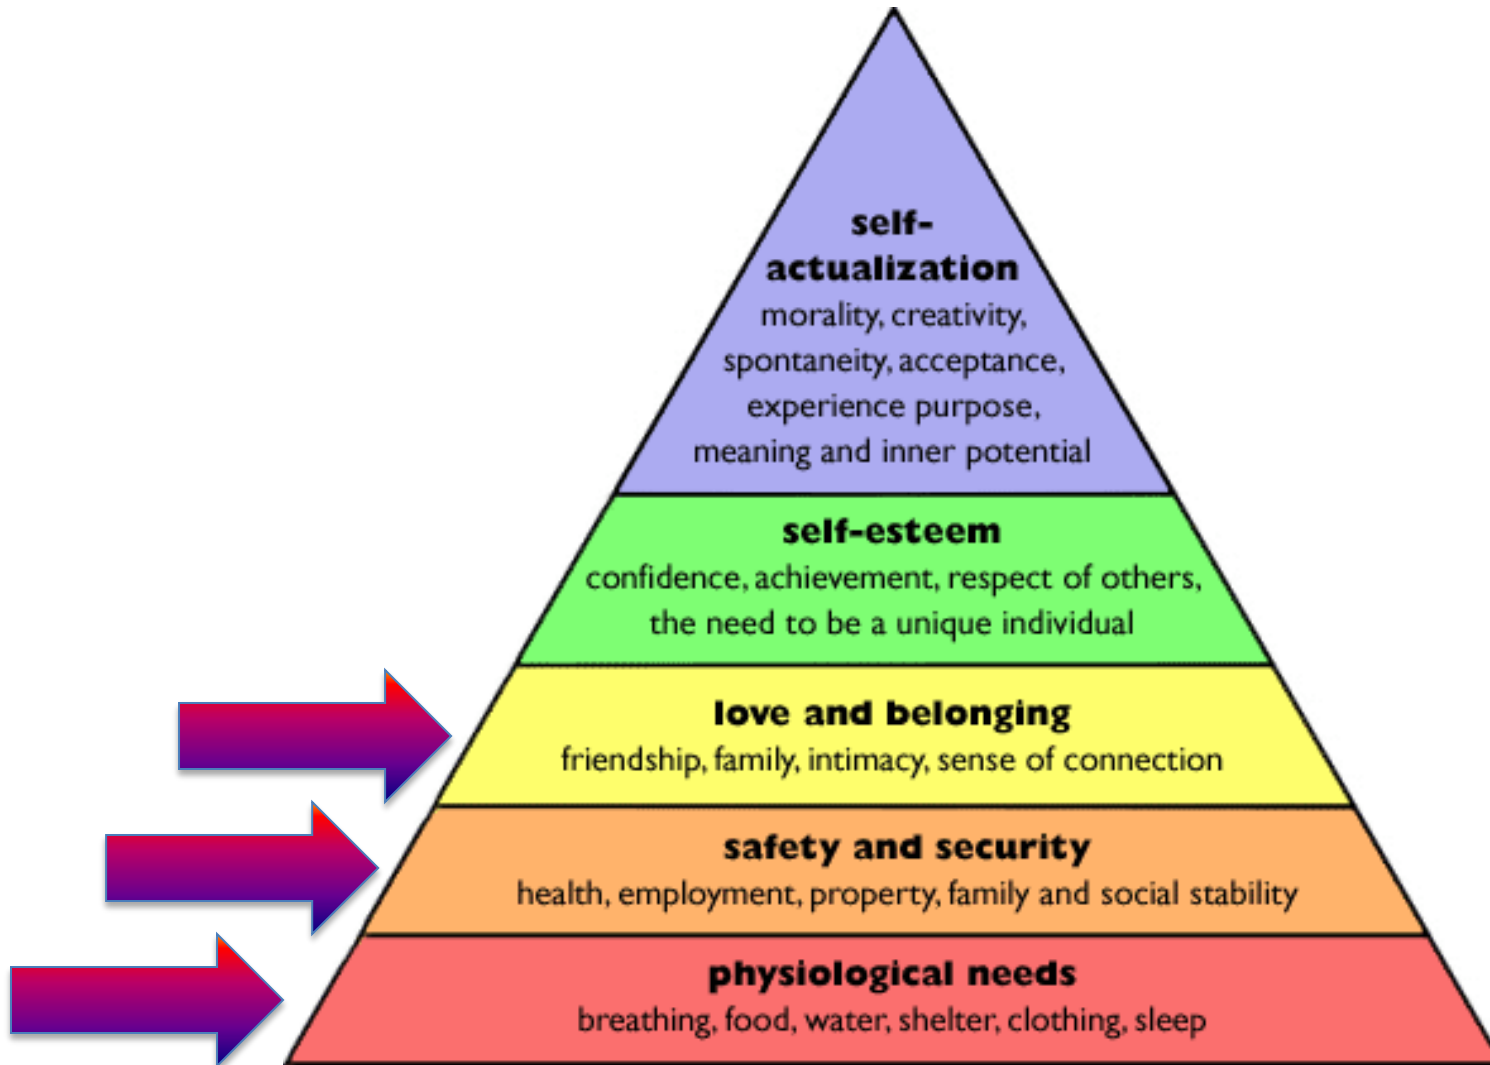 self-
actualization
morality, creativity,
spontaneity, acceptance,
experience purpose,
meaning and inner potential
self-esteem
confidence, achievement, respect of others,
the need to be a unique individual
love and belonging
friendship, family, intimacy, sense of connection
safety and security
health, employment, property, family and social stability
physiological needs
breathing, food, water, shelter, clothing, sleep